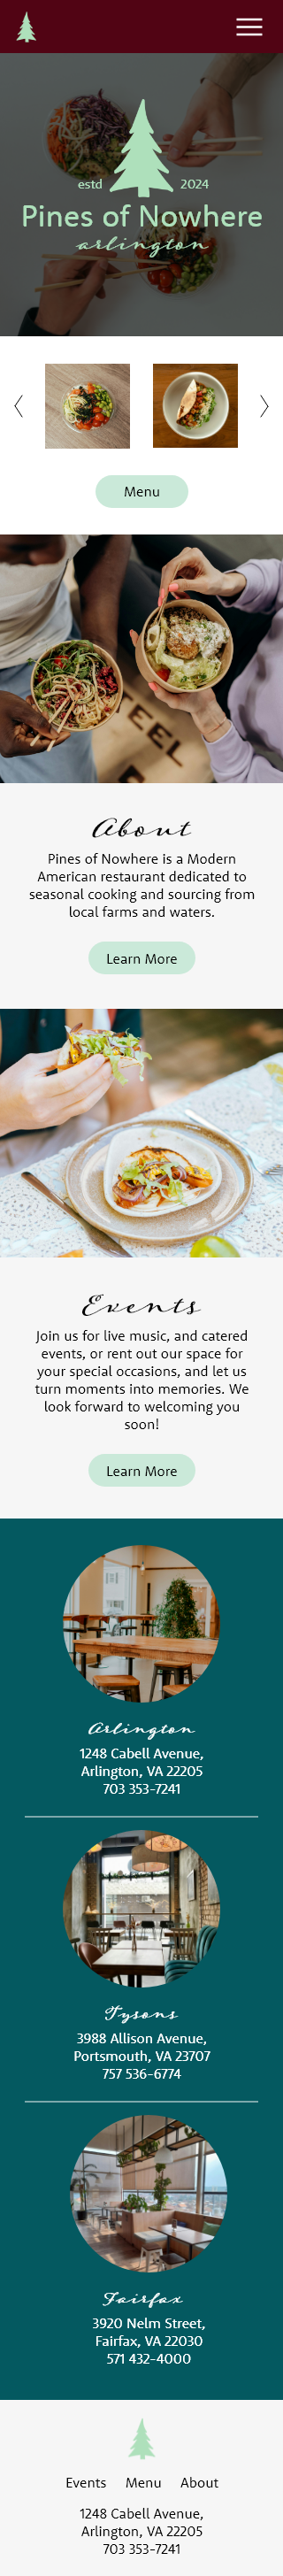 estd 2024
Pines of Nowhere
arlington
Menu
About
Pines of Nowhere is a Modern
American restaurant dedicated to
seasonal cooking and sourcing from
local farms and waters.
Learn More
Events
Join us for live music, and catered
events, or rent out our space for
your special occasions, and let us
turn moments into memories. We
look forward to welcoming you
soon!
Learn More
Arlington
1248 Cabell Avenue,
Arlington, VA 22205
703 353-7241
Tysons
3988 Allison Avenue,
Portsmouth, VA 23707
757 536-6774
Fairfax
3920 Nelm Street,
Fairfax, VA 22030
571 432-4000
Events Menu About
1248 Cabell Avenue,
Arlington, VA 22205
703 353-7241